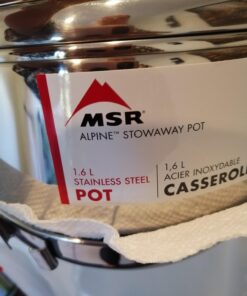 MSR®
ALPINE™ STOWAWAY POT
1.6 L
STAINLESS STEEL
POT
1,6 L
ACIER INOXYDABLE
CASSEROL